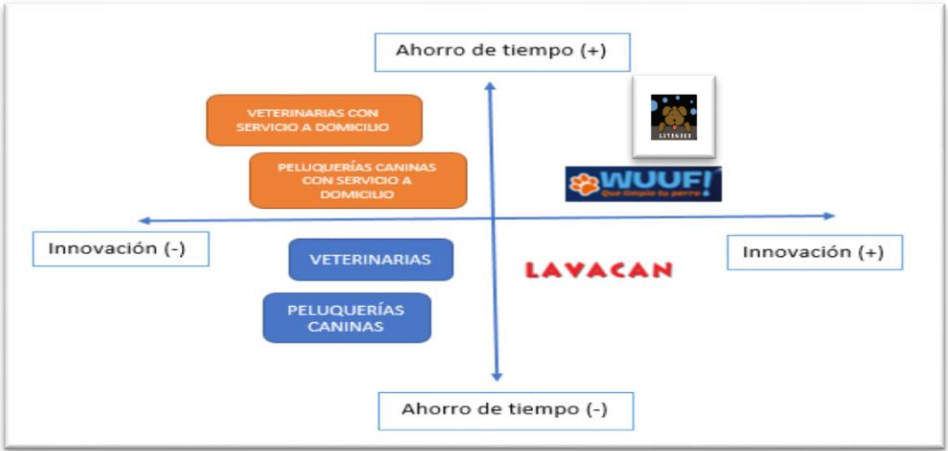 Ahorro de tiempo (+)
VETERINARIAS CON
SERVICIO A DOMICILIO
PELUQUERÍAS CANINAS
CON SERVICIO A
DOMICILIO
WUUF!
Que limpio tu perro
Innovación (-)
Innovación (+)
VETERINARIAS
LAVACAN
PELUQUERÍAS
CANINAS
Ahorro de tiempo (-)